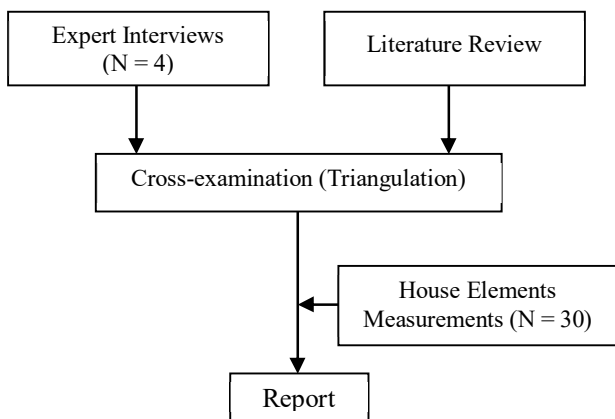 Expert Interviews
(N = 4)
Literature Review
Cross-examination (Triangulation)
House Elements
Measurements (N = 30)
Report